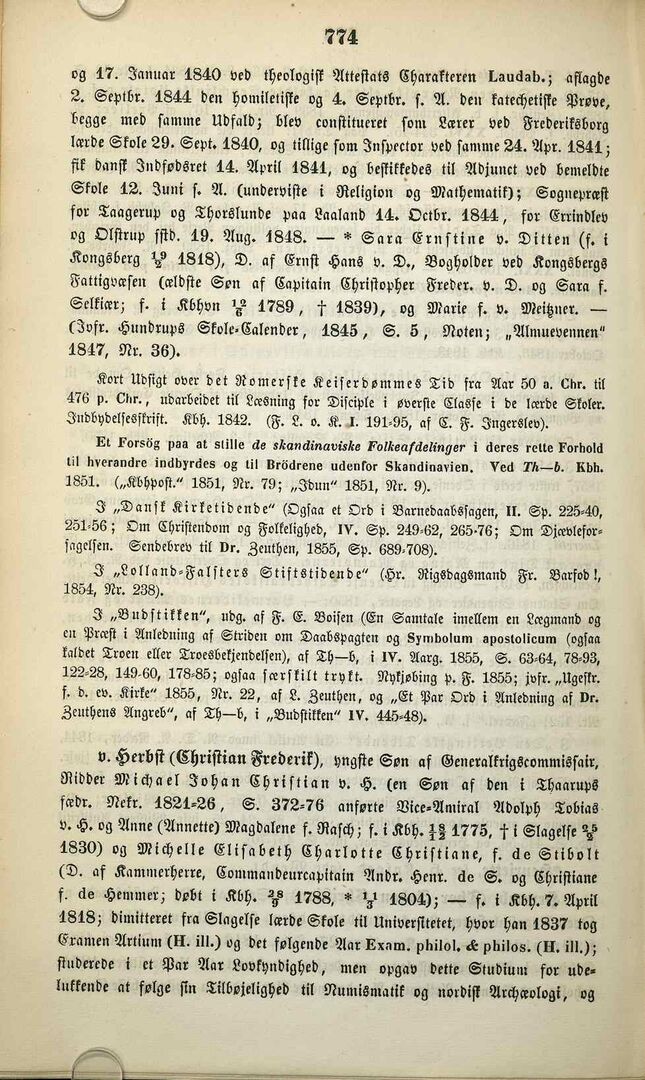 774
og 17. Januar 1840 ved theologisk Attestats Charakteren Laudab.; aflagde
2. Septbr. 1844 den homiletiske og 4. Septbr. s. A. den katechetiske Prøve,
begge med samme Udfald; blev constitueret som Lærer ved Frederiksborg
lærde Skole 29. Sept. 1840, og tillige som Inspector ved samme 24. Apr. 1841;
fik dansk Indfødsret 14. April 1841, og beskikkedes til Adjunct ved bemeldte
Skole 12. Juni s. A. (underviste i Religion og Mathematik); Sognepræst
for Taagerup og Thorslunde paa Laaland 14. Octbr. 1844, for Errindlev
og Olstrup sstd. 19. Aug. 1848. — * Sara Ernstine v. Ditten (f. i
Kongsberg 1818), D. af Ernst Hans v. D., Bogholder ved Kongsbergs
Fattigvæsen (ældste Søn af Capitain Christopher Freder. v. D. og Sara f.
Selkiær; f. i Kbhvn 1789, † 1839), og Marie f. v. Meitzner. —
(Jvfr. Hundrups Skole-Calender, 1845, S. 5, Noten; „Almuevennen"
1847, Nr. 36).
Kort Udsigt over det Romerske Keiserdømmes Tid fra Aar 50 a. Chr. til
476 p. Chr., udarbeidet til Læsning for Disciple i øverste Classe i de lærde Skoler.
Indbydelsesskrift. Kbh. 1842. (F. L. o. K. I. 191-95, af C. F. Ingerslev).
Et Forsög paa at stille de skandinaviske Folkeafdelinger i deres rette Forhold
til hverandre indbyrdes og til Brödrene udenfor Skandinavien. Ved Th—b. Kbh.
1851. („Kbhpost." 1851, Nr. 79; „Idun" 1851, Nr. 9).
I „Dansk Kirketidende" (Ogsaa et Ord i Barnedaabssagen, II. Sp. 225-40,
251-56; Om Christendom og Folkelighed, IV. Sp. 249-62, 265-76; Om Djævlefor-
sagelsen. Sendebrev til Dr. Zeuthen, 1855, Sp. 689-708).
I „Lolland-Falsters Stiftstidende" (Hr. Rigsdagsmand Fr. Barfod!,
1854, Nr. 238).
I „Budstikken", udg. af F. E. Boisen (En Samtale imellem en Lægmand og
en Præst i Anledning af Striden om Daabspagten og Symbolum apostolicum (ogsaa
kaldet Troen eller Troesbekjendelsen), af Th—b, i IV. Aarg. 1855, S. 63-64, 78-93,
122-28, 149-60, 178-85; ogsaa særskilt trykt. Nykjøbing p. F. 1855; jvfr. „Ugeskr.
f. d. ev. Kirke" 1855, Nr. 22, af L. Zeuthen, og „Et Par Ord i Anledning af Dr.
Zeuthens Angreb", af Th—b, i „Budstikken" IV. 445-48).
v. Herbst (Christian Frederik), yngste Søn af Generalkrigscommissair,
Ridder Michael Johan Christian v. H. (en Søn af den i Thaarups
fædr. Nekr. 1821-26, S. 372-76 anførte Vice-Amiral Adolph Tobias
v. H. og Anne (Annette) Magdalene f. Rasch; f. i Kbh. 1775, † i Slagelse
1830) og Michelle Elisabeth Charlotte Christiane, f. de Stibolt
(D. af Kammerherre, Commandeurcapitain Andr. Henr. de S. og Christiane
f. de Hemmer; døbt i Kbh. 1788, * 1804); — f. i Kbh. 7. April
1818; dimitteret fra Slagelse lærde Skole til Universitetet, hvor han 1837 tog
Examen Artium (H. ill.) og det følgende Aar Exam. philol. & philos. (H. ill.);
studerede i et Par Aar Lovkyndighed, men opgav dette Studium for ude-
lukkende at følge sin Tilbøjelighed til Numismatik og nordisk Archæologi, og